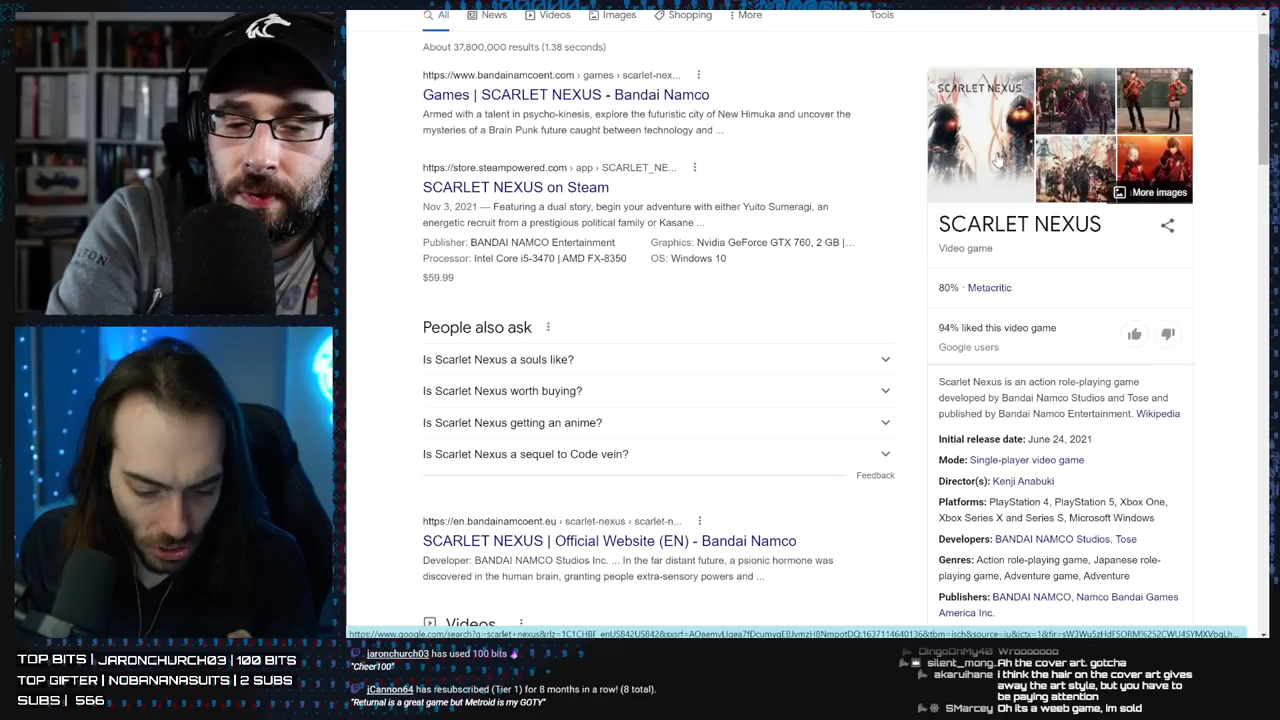 All
News
Videos
Images
Shopping
More
Tools
About 37,800,000 results (1.38 seconds)
https://www.bandainamcoent.com › games › scarlet-nex...
Games | SCARLET NEXUS - Bandai Namco
Armed with a talent in psycho-kinesis, explore the futuristic city of New Himuka and uncover the
mysteries of a Brain Punk future caught between technology and ...
https://store.steampowered.com › app › SCARLET_NE...
SCARLET NEXUS on Steam
Nov 3, 2021 — Featuring a dual story, begin your adventure with either Yuito Sumeragi, an
energetic recruit from a prestigious political family or Kasane ...
Publisher: BANDAI NAMCO Entertainment
Graphics: Nvidia GeForce GTX 760, 2 GB |...
Processor: Intel Core i5-3470 | AMD FX-8350
OS: Windows 10
$59.99
People also ask
Is Scarlet Nexus a souls like?
Is Scarlet Nexus worth buying?
Is Scarlet Nexus getting an anime?
Is Scarlet Nexus a sequel to Code vein?
Feedback
https://en.bandainamcoent.eu › scarlet-nexus › scarlet-n...
SCARLET NEXUS | Official Website (EN) - Bandai Namco
Developer: BANDAI NAMCO Studios Inc. ... In the far distant future, a psionic hormone was
discovered in the human brain, granting people extra-sensory powers and ...
Videos
SCARLET NEXUS
More images
SCARLET NEXUS
Video game
80% · Metacritic
94% liked this video game
Google users
Scarlet Nexus is an action role-playing game
developed by Bandai Namco Studios and Tose and
published by Bandai Namco Entertainment. Wikipedia
Initial release date: June 24, 2021
Mode: Single-player video game
Director(s): Kenji Anabuki
Platforms: PlayStation 4, PlayStation 5, Xbox One,
Xbox Series X and Series S, Microsoft Windows
Developers: BANDAI NAMCO Studios, Tose
Genres: Action role-playing game, Japanese role-
playing game, Adventure game, Adventure
Publishers: BANDAI NAMCO, Namco Bandai Games
America Inc.
TOP BITS | JARONCHURCH03 | 100 BITS
TOP GIFTER | NOBANANASUITS | 2 SUBS
SUBS | 566
jaronchurch03 has used 100 bits
"Cheer100"
jCannon64 has resubscribed (Tier 1) for 8 months in a row! (8 total).
"Returnal is a great game but Metroid is my GOTY"
DingoOnMy40
silent_mong Ah the cover art. gotcha
akaruihane I think the hair on the cover art gives
away the art style, but you have to
be paying attention
SMarcey Oh its a weeb game, im sold